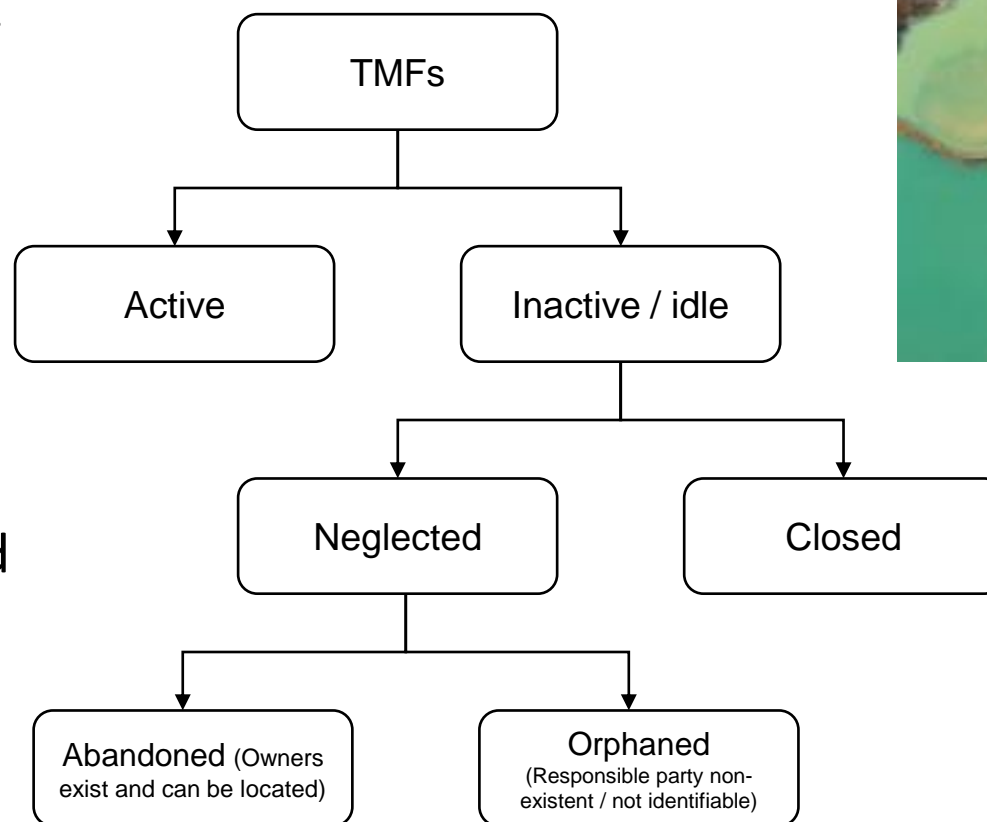 TMFs
Active
Inactive / idle
Neglected
Closed
Abandoned (Owners
exist and can be located)
Orphaned
(Responsible party non-
existent / not identifiable)